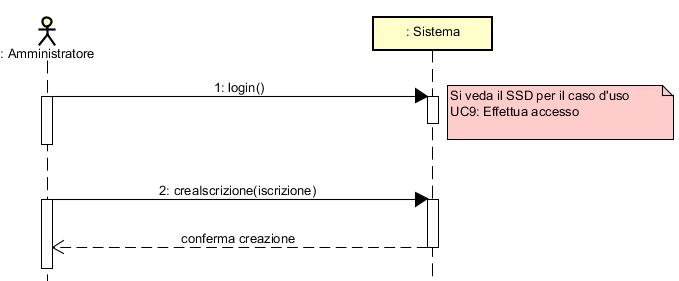 : Amministratore
: Sistema
1: login()
Si veda il SSD per il caso d'uso
UC9: Effettua accesso
2: creaIscrizione(iscrizione)
conferma creazione